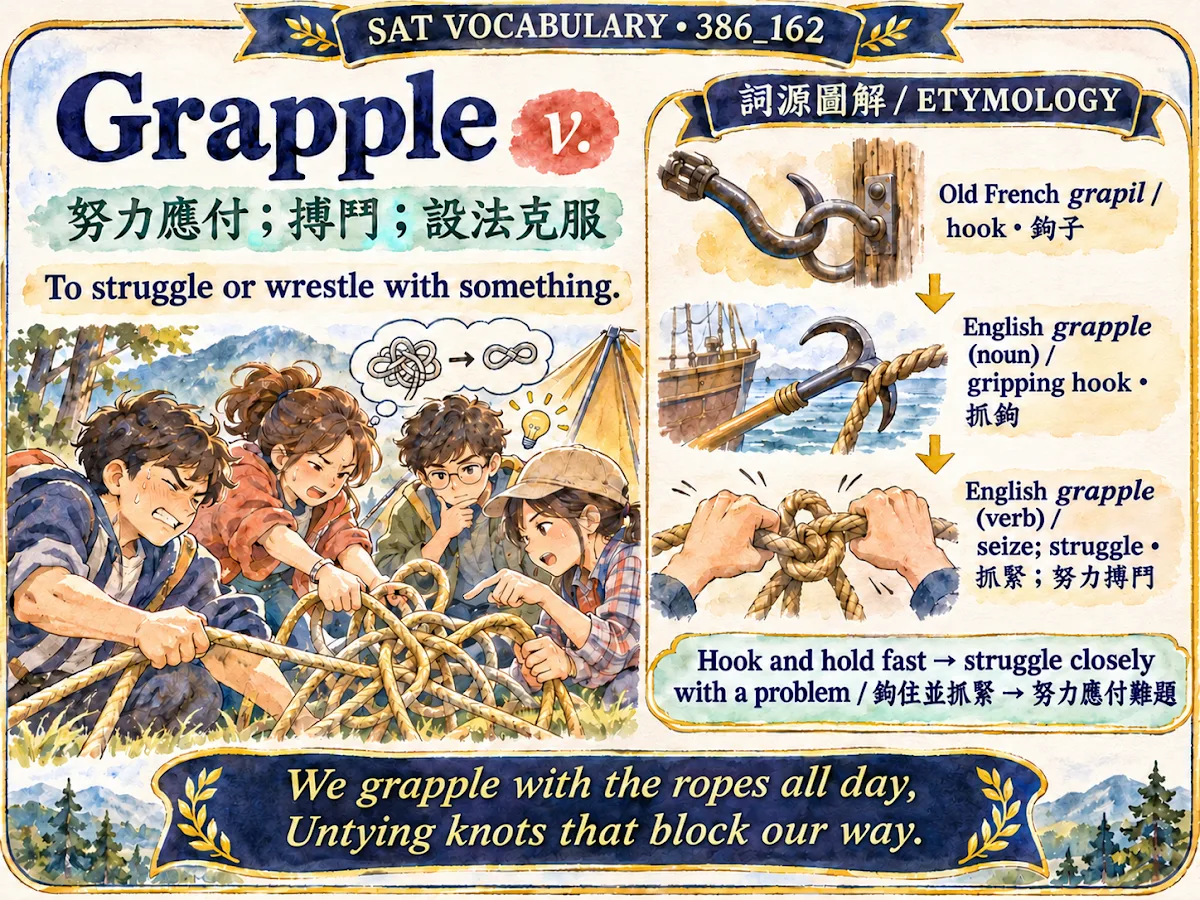 SAT VOCABULARY • 386_162
Grapple
v.
努力應付；搏鬥；設法克服
To struggle or wrestle with something.
詞源圖解 / ETYMOLOGY
Old French grapil /
hook • 鉤子
English grapple
(noun) /
gripping hook •
抓鉤
English grapple
(verb) /
seize; struggle •
抓緊；努力搏鬥
Hook and hold fast → struggle closely
with a problem / 鉤住並抓緊 → 努力應付難題
We grapple with the ropes all day,
Untying knots that block our way.